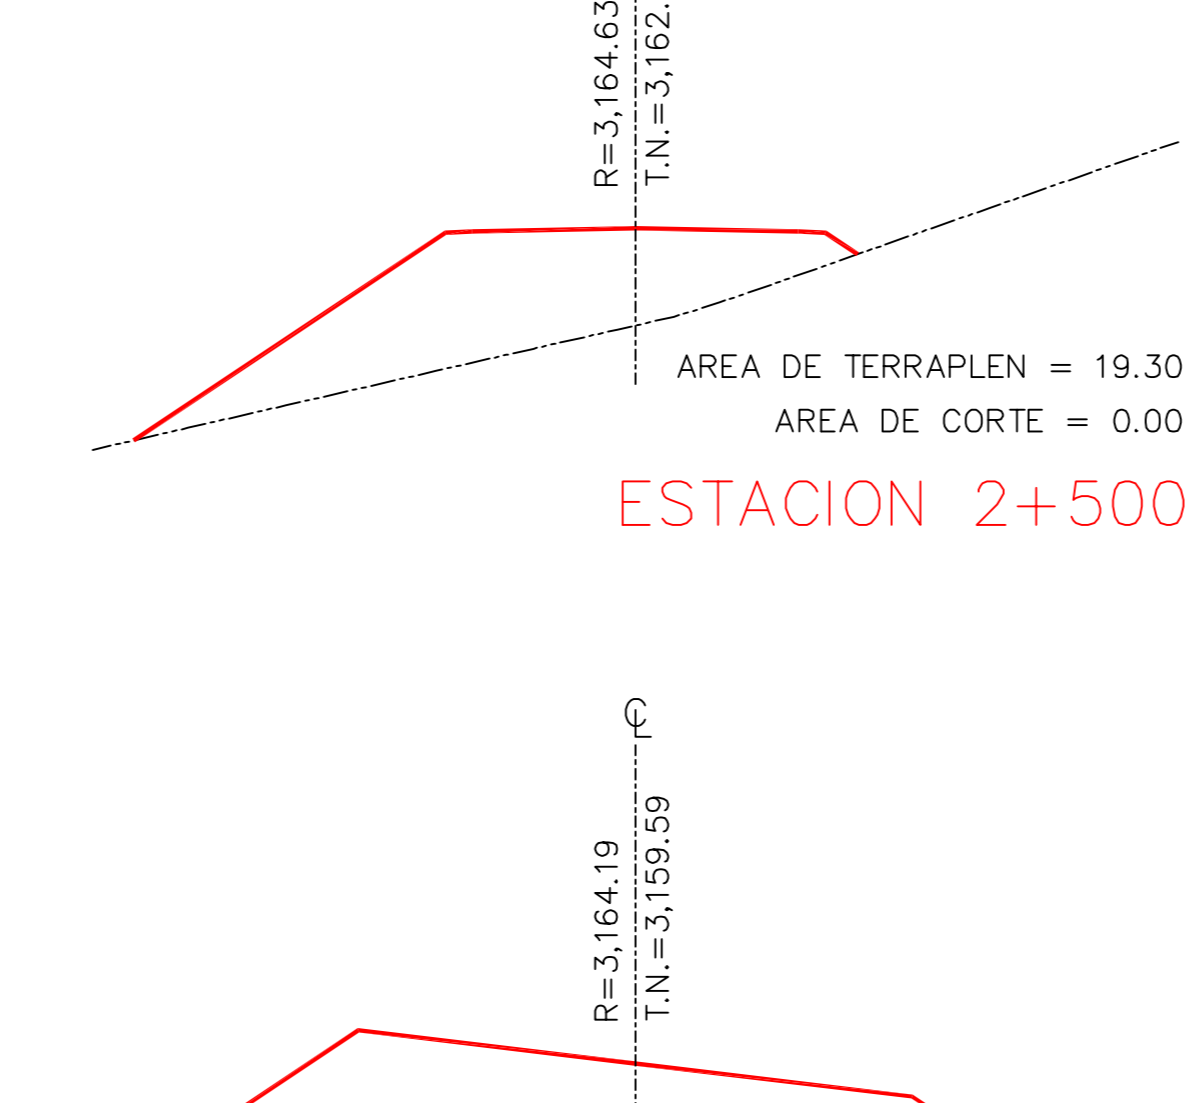 R=3,164.63
T.N.=3,162.
AREA DE TERRAPLEN = 19.30
AREA DE CORTE = 0.00
ESTACION 2+500
℄
R=3,164.19
T.N.=3,159.59